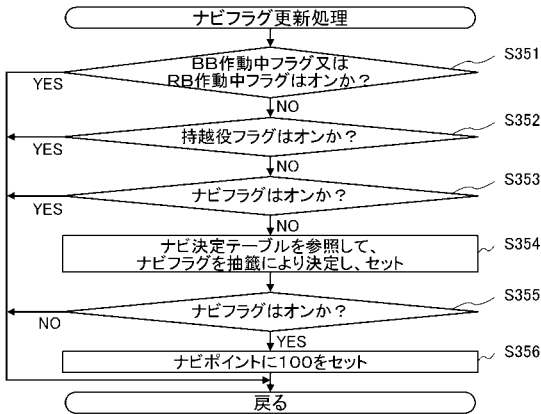 ナビフラグ更新処理
BB作動中フラグ又は
RB作動中フラグはオンか？
S351
YES
NO
持越役フラグはオンか？
S352
YES
NO
ナビフラグはオンか？
S353
YES
NO
ナビ決定テーブルを参照して、
ナビフラグを抽籤により決定し、セット
S354
ナビフラグはオンか？
S355
NO
YES
ナビポイントに１００をセット
S356
戻る